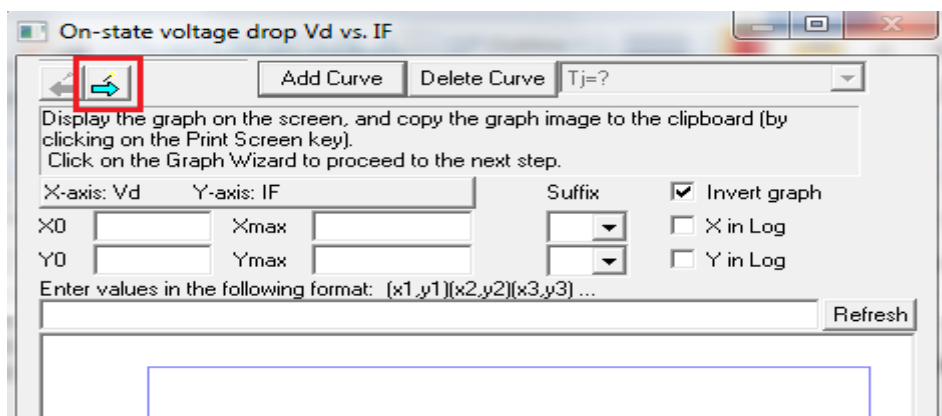 On-state voltage drop Vd vs. IF
Add Curve Delete Curve Tj=?
Display the graph on the screen, and copy the graph image to the clipboard (by
clicking on the Print Screen key).
Click on the Graph Wizard to proceed to the next step.
X-axis: Vd Y-axis: IF Suffix Invert graph
X0 Xmax X in Log
Y0 Ymax Y in Log
Enter values in the following format: (x1,y1)(x2,y2)(x3,y3) ...
Refresh